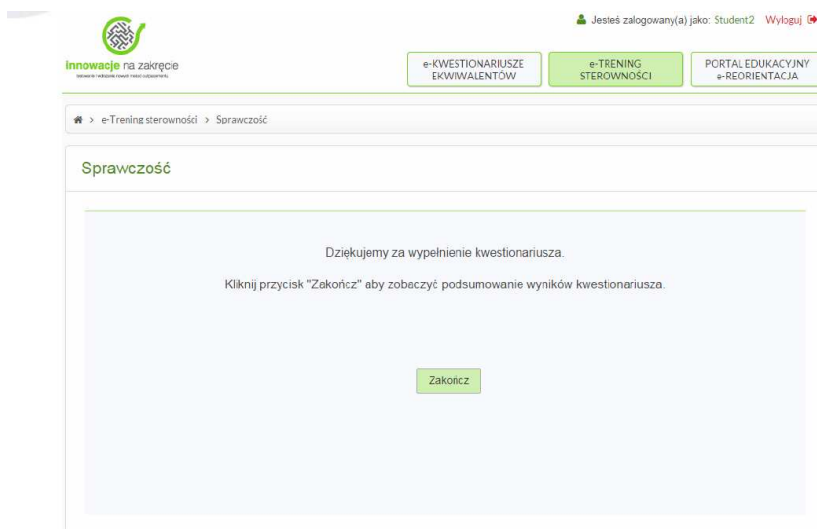 Jesteś zalogowany(a) jako: Student2 Wyloguj
innowacje na zakręcie
e-KWESTIONARIUSZE
EKWIWALENTÓW
e-TRENING
STEROWNOŚCI
PORTAL EDUKACYJNY
e-REORIENTACJA
> e-Trening sterowności > Sprawczość
Sprawczość
Dziękujemy za wypełnienie kwestionariusza.
Kliknij przycisk "Zakończ" aby zobaczyć podsumowanie wyników kwestionariusza.
Zakończ